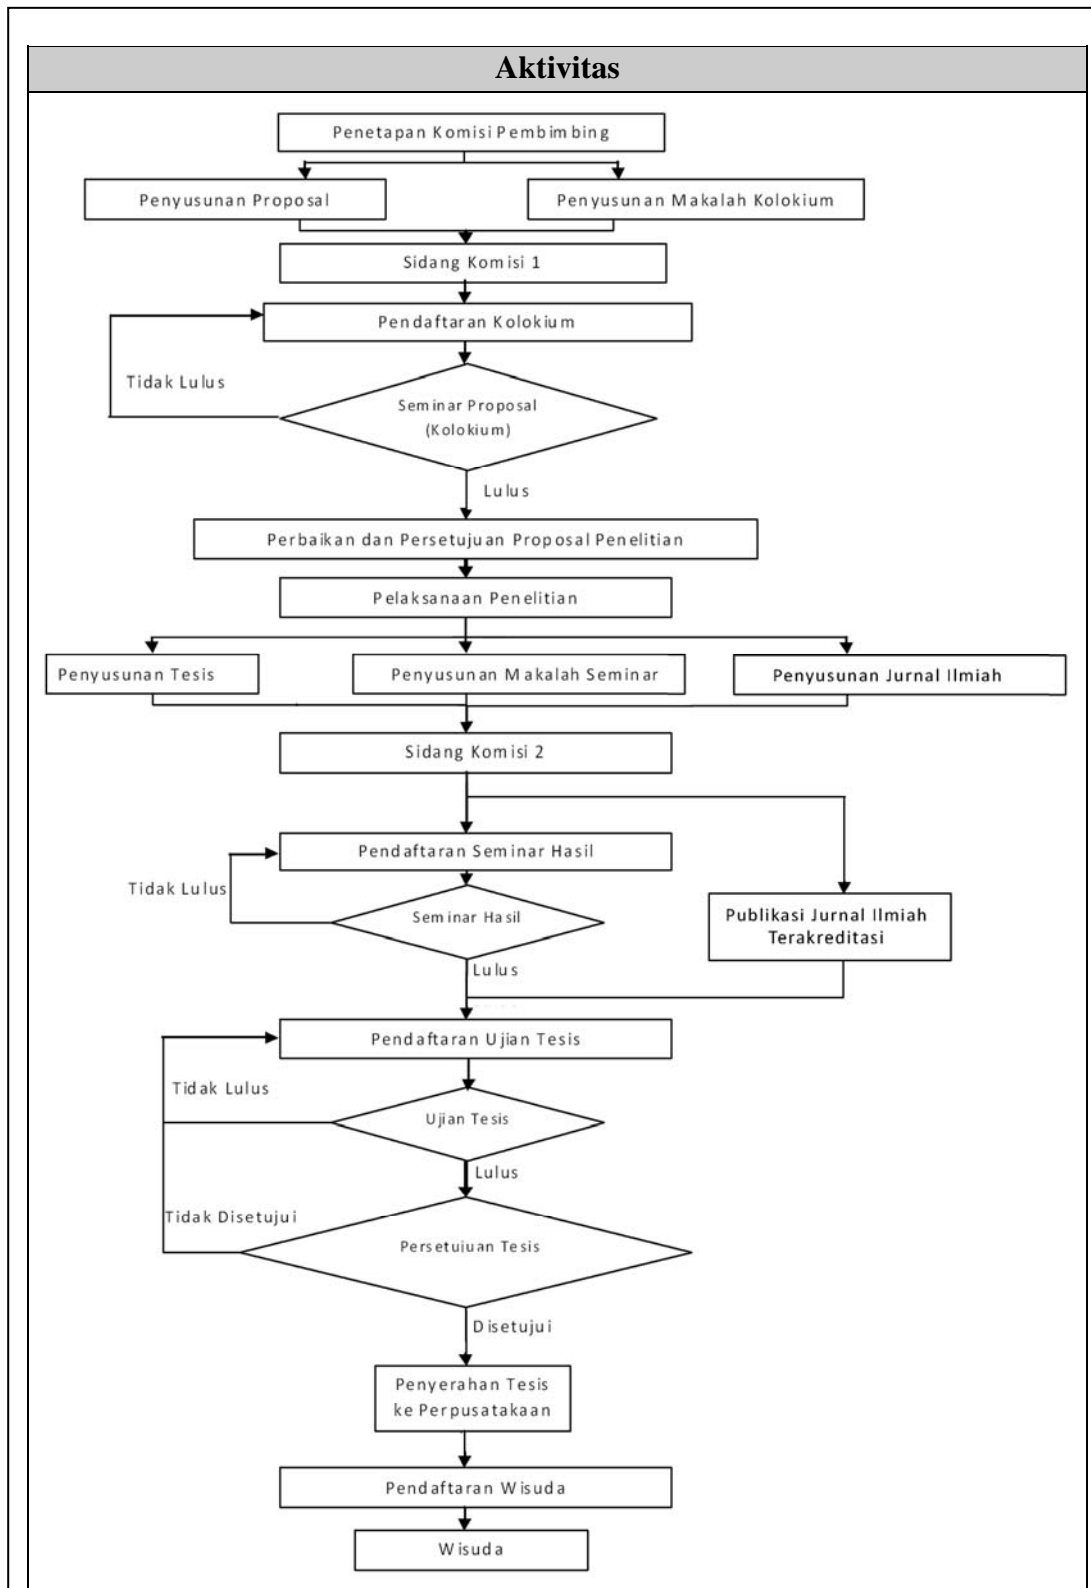 Aktivitas
Penetapan Komisi Pembimbing
Penyusunan Proposal
Penyusunan Makalah Kolokium
Sidang Komisi 1
Pendaftaran Kolokium
Tidak Lulus
Seminar Proposal
(Kolokium)
Lulus
Perbaikan dan Persetujuan Proposal Penelitian
Pelaksanaan Penelitian
Penyusunan Tesis
Penyusunan Makalah Seminar
Penyusunan Jurnal Ilmiah
Sidang Komisi 2
Pendaftaran Seminar Hasil
Tidak Lulus
Seminar Hasil
Publikasi Jurnal Ilmiah
Terakreditasi
Lulus
Pendaftaran Ujian Tesis
Tidak Lulus
Ujian Tesis
Lulus
Tidak Disetujui
Persetuiuan Tesis
Disetujui
Penyerahan Tesis
ke Perpusatakaan
Pendaftaran Wisuda
Wisuda